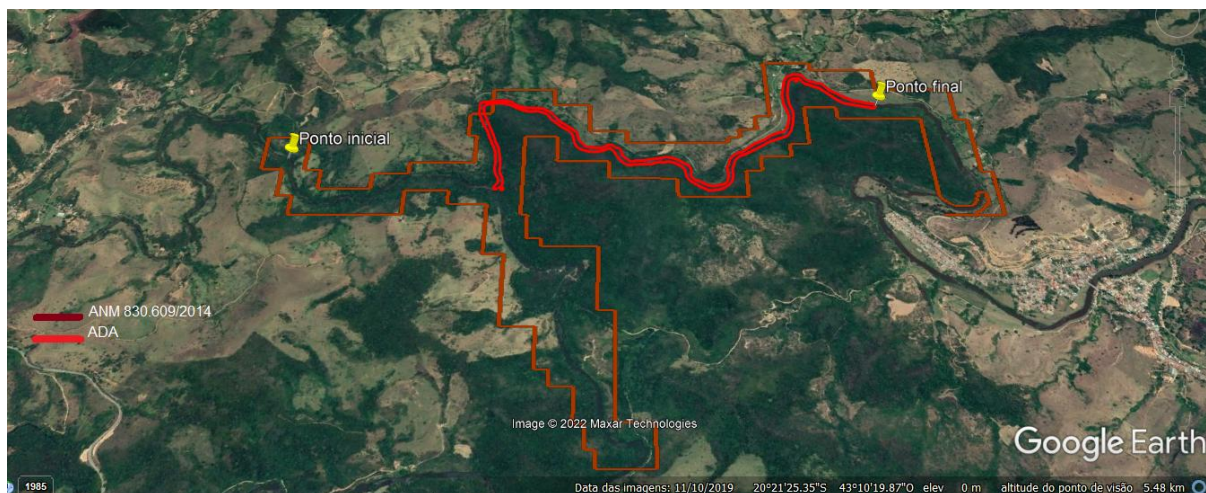 Ponto final
Ponto inicial
ANM 830.609/2014
ADA
Image © 2022 Maxar Technologies
Google Earth
1985
Data das imagens: 11/10/2019 20°21'25.35"S 43°10'19.87"O elev 0 m altitude do ponto de visão 5.48 km